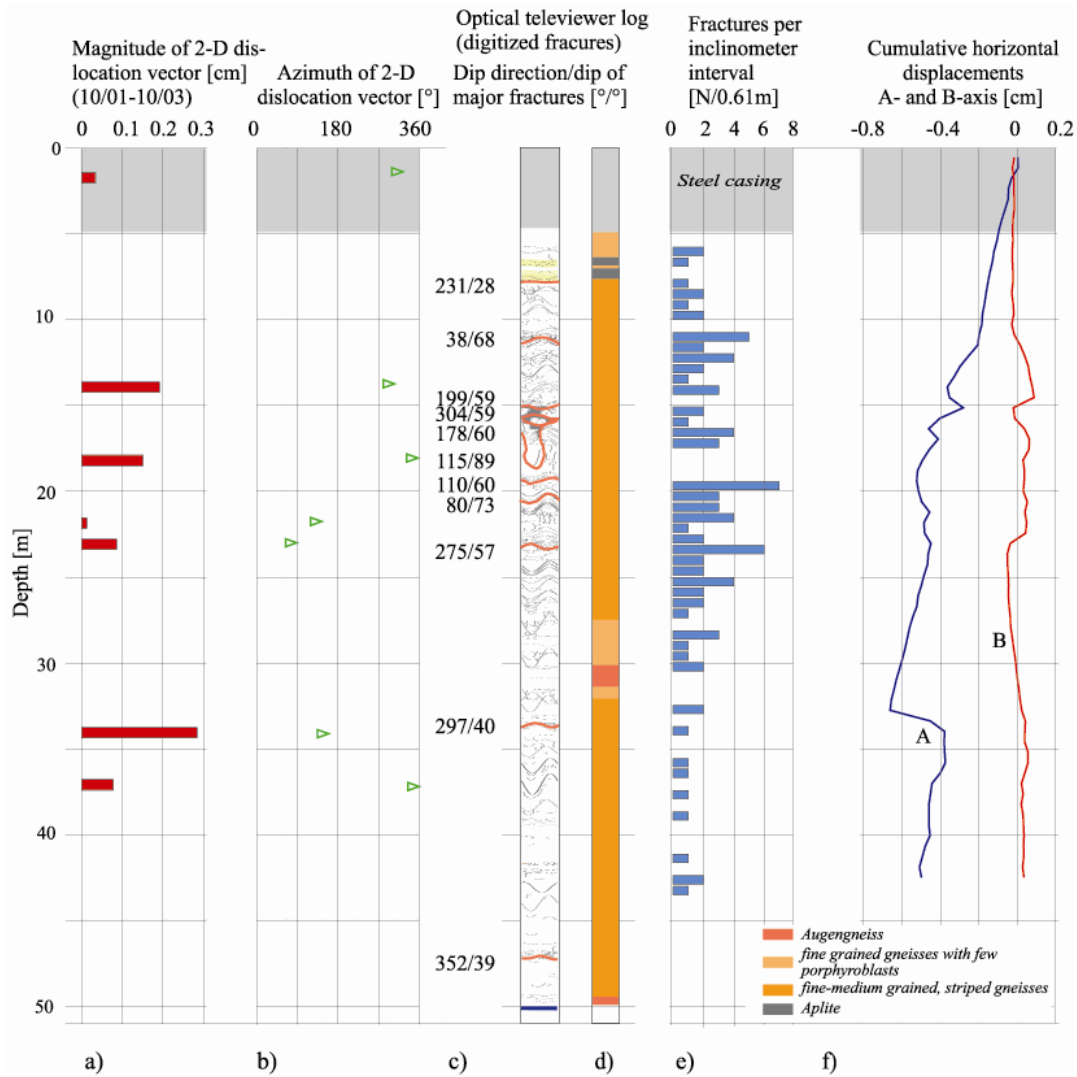 Magnitude of 2-D dis-
location vector [cm]
(10/01-10/03)
0 0.1 0.2 0.3
Azimuth of 2-D
dislocation vector [°]
0 180 360
Optical televiewer log
(digitized fracures)
Dip direction/dip of
major fractures [°/°]
Fractures per
inclinometer
interval
[N/0.61m]
0 2 4 6 8
Cumulative horizontal
displacements
A- and B-axis [cm]
-0.8 -0.4 0 0.2
Depth [m]
0
10
20
30
40
50
231/28
38/68
199/59
304/59
178/60
115/89
110/60
80/73
275/57
297/40
352/39
Steel casing
B
A
Augengneiss
fine grained gneisses with few
porphyroblasts
fine-medium grained, striped gneisses
Aplite
a) b) c) d) e) f)